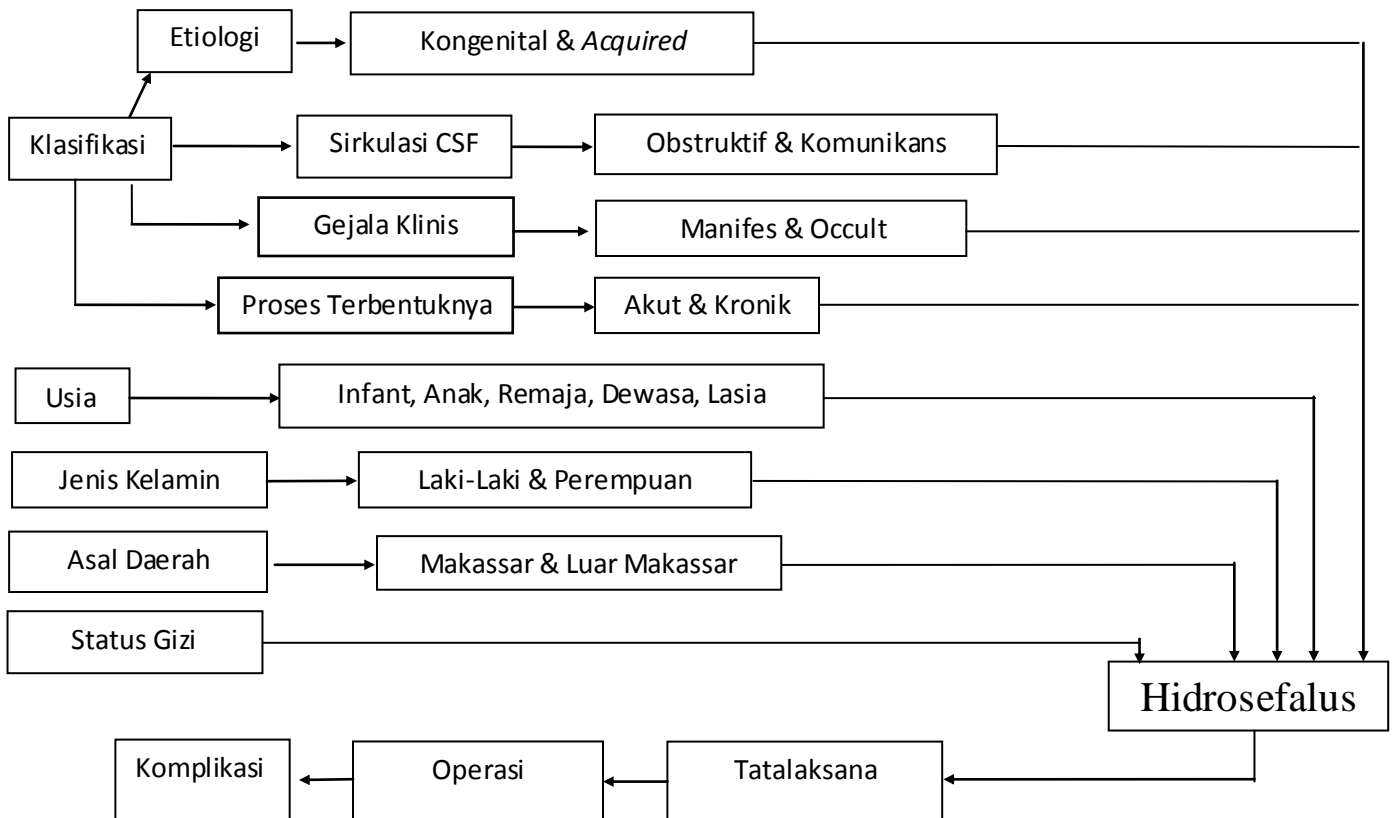 Etiologi
Kongenital & Acquired
Klasifikasi
Sirkulasi CSF
Obstruktif & Komunikans
Gejala Klinis
Manifes & Occult
Proses Terbentuknya
Akut & Kronik
Usia
Infant, Anak, Remaja, Dewasa, Lasia
Jenis Kelamin
Laki-Laki & Perempuan
Asal Daerah
Makassar & Luar Makassar
Status Gizi
Hidrosefalus
Komplikasi
Operasi
Tatalaksana